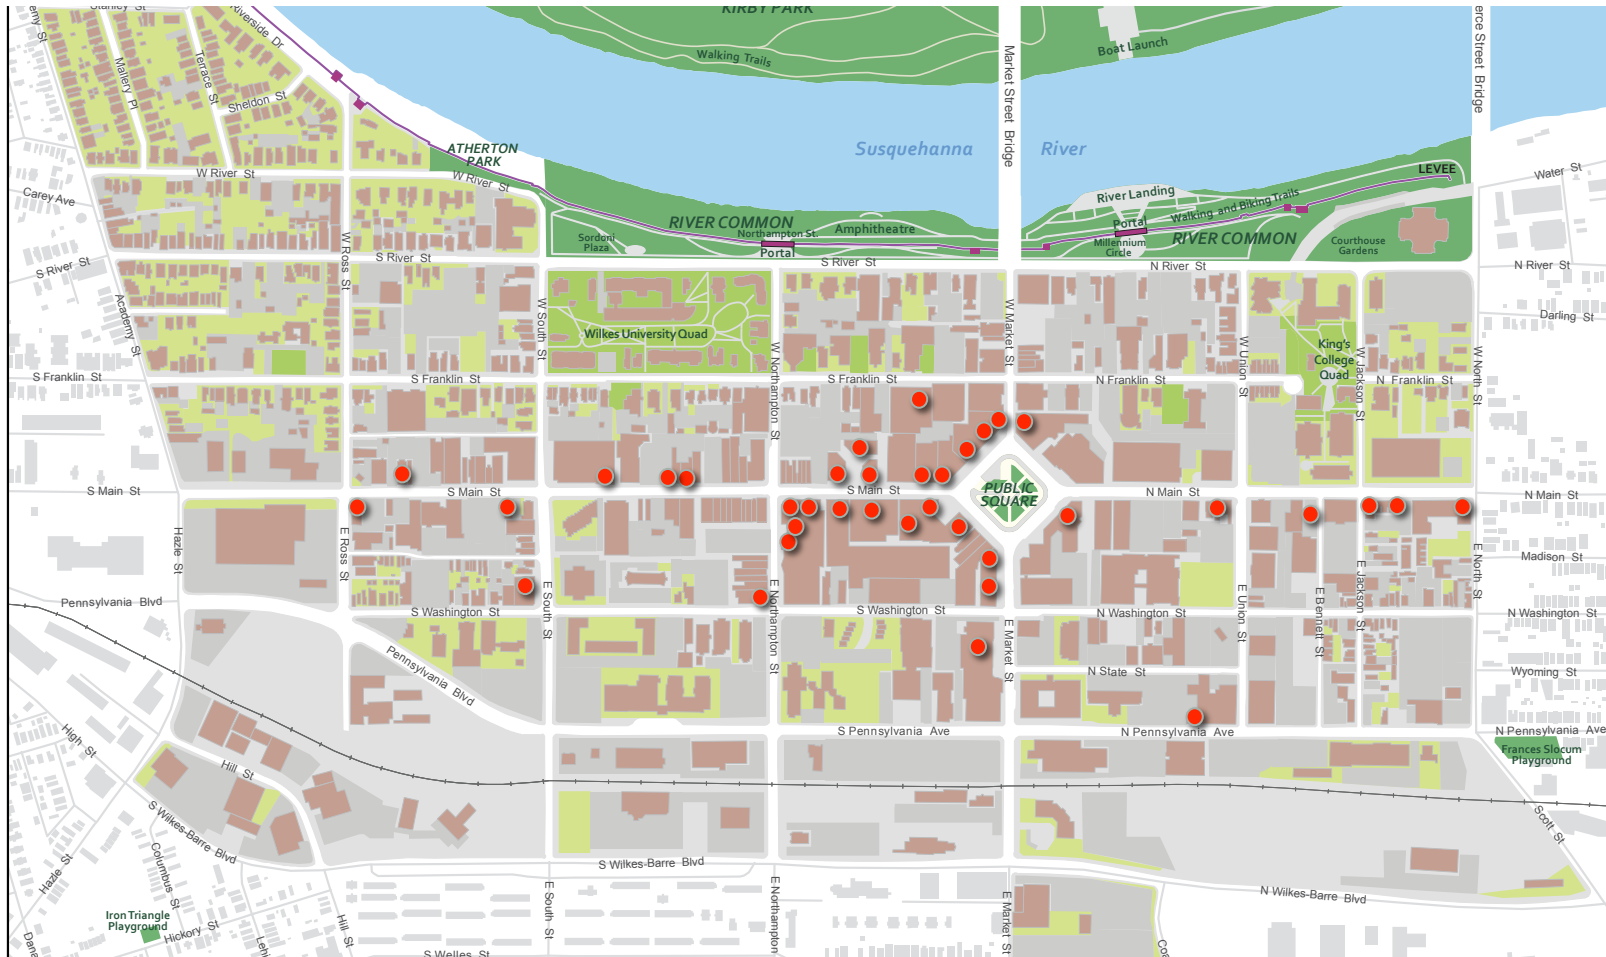 Stanley St
KIRBY PARK
Riverside Dr
Walking Trails
Boat Launch
Market Street Bridge
erce Street Bridge
emy St
Mallery Pl
Terrace St
Sheldon St
ATHERTON
PARK
Susquehanna
River
W River St
W River St
LEVEE
Water St
Carey Ave
River Landing
Walking and Biking Trails
RIVER COMMON
Northampton St.
Portal
Amphitheatre
Portal
Millennium
Circle
RIVER COMMON
Sordoni
Plaza
Courthouse
Gardens
S River St
W Ross St
S River St
S River St
N River St
N River St
Academy St
W South St
Wilkes University Quad
W Northampton St
W Market St
W Union St
King's
College
Quad
W Jackson St
W North St
Darling St
S Franklin St
S Franklin St
S Franklin St
N Franklin St
N Franklin St
S Main St
S Main St
S Main St
PUBLIC
SQUARE
N Main St
N Main St
Hazle St
E Ross St
E South St
E Northampton St
E Market St
E Union St
E Bennett St
E Jackson St
E North St
Madison St
Pennsylvania Blvd
S Washington St
S Washington St
N Washington St
N Washington St
Pennsylvania Blvd
N State St
Wyoming St
S Pennsylvania Ave
N Pennsylvania Ave
N Pennsylvania Ave
Frances Slocum
Playground
High St
Hill St
S Wilkes-Barre Blvd
Scott St
S Wilkes-Barre Blvd
N Wilkes-Barre Blvd
Hazle St
Columbus St
E South St
E Northampton
E Market St
Iron Triangle
Playground
Hickory St
Hill St
Dana
Lehi
S Welles St
Coa